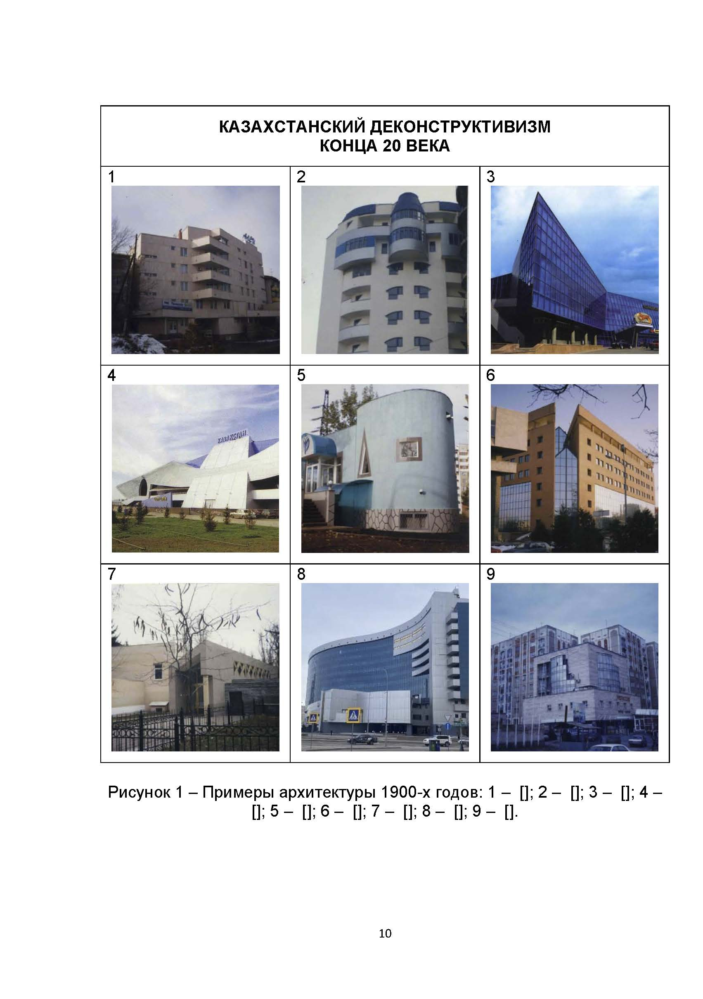 КАЗАХСТАНСКИЙ ДЕКОНСТРУКТИВИЗМ
КОНЦА 20 ВЕКА
1
2
3
4
5
6
КАЗАКСТАН
7
8
9
Рисунок 1 – Примеры архитектуры 1900-х годов: 1 – []; 2 – []; 3 – []; 4 –
[]; 5 – []; 6 – []; 7 – []; 8 – []; 9 – [].
10